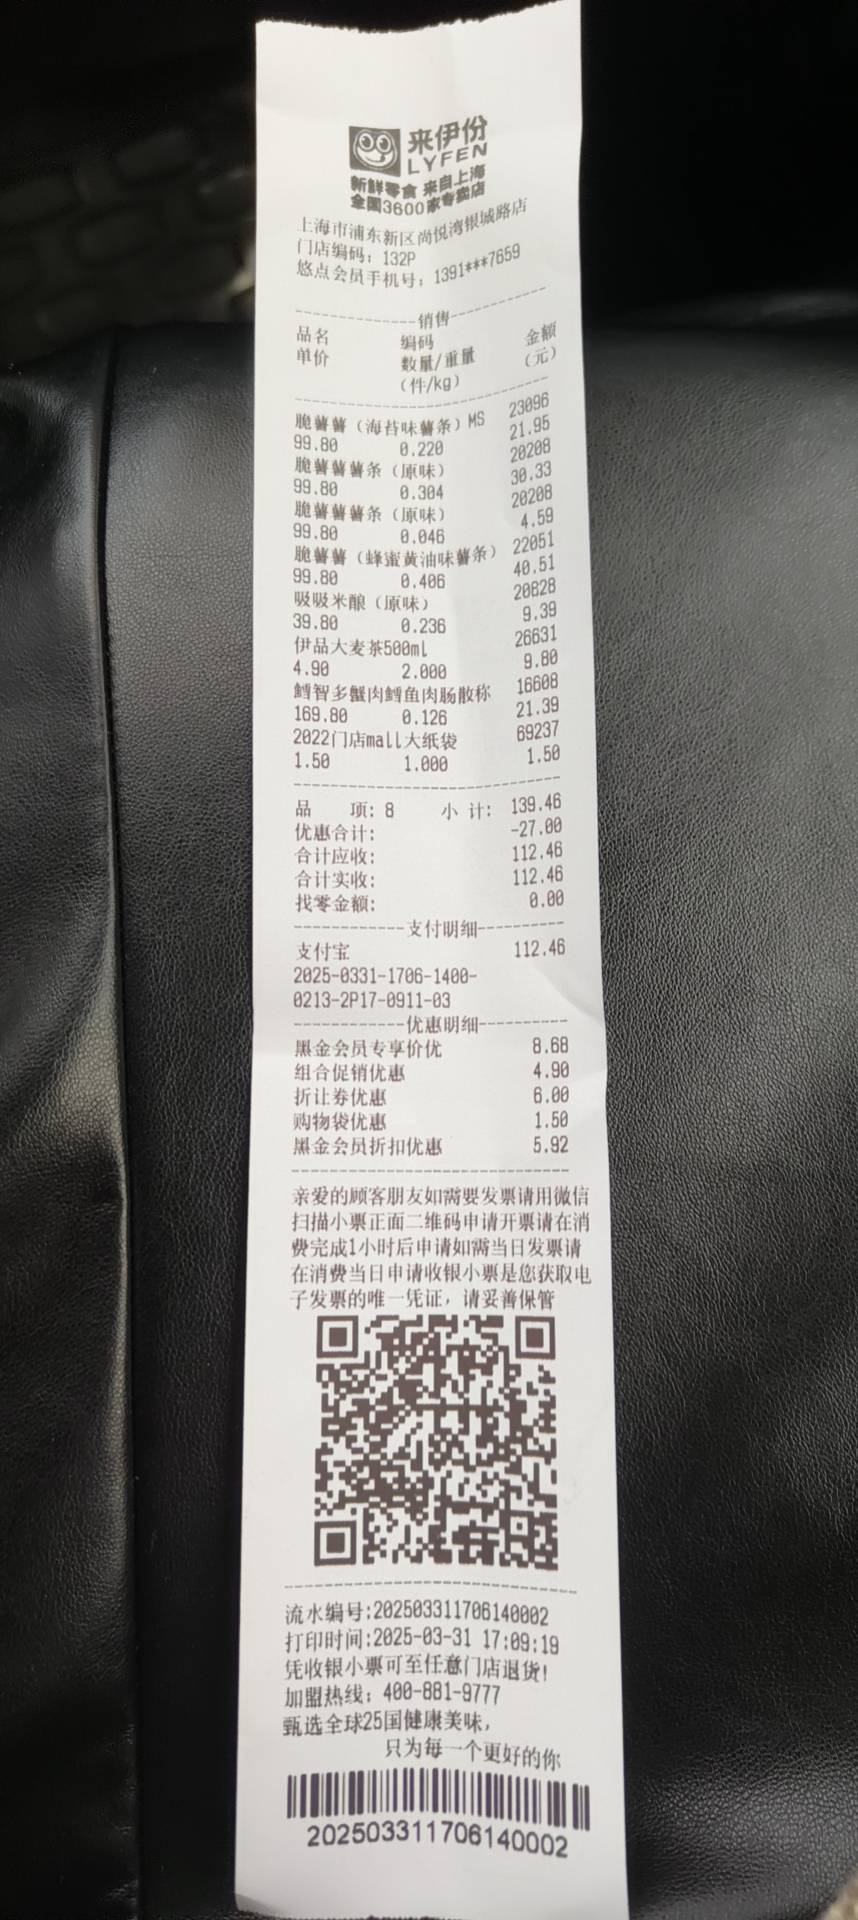 来伊份
LYFEN
新鲜零食 来自上海
全国3600家专卖店
上海市浦东新区尚悦湾银城路店
门店编码：132P
悠点会员手机号：1391***7659
销售
品名 编码 金额
单价 数量/重量 （元）
（件/kg）
脆薯薯（海苔味薯条）MS 23096
99.80 0.220 21.95
脆薯薯薯条（原味） 20208
99.80 0.304 30.33
脆薯薯薯条（原味） 20208
99.80 0.046 4.59
脆薯薯（蜂蜜黄油味薯条） 22051
99.80 0.406 40.51
吸吸米酿（原味） 20828
39.80 0.236 9.39
伊品大麦茶500ml 26631
4.90 2.000 9.80
鳕智多蟹肉鳕鱼肉肠散称 16608
169.80 0.126 21.39
2022门店mall大纸袋 69237
1.50 1.000 1.50
品 项：8 小计： 139.46
优惠合计： -27.00
合计应收： 112.46
合计实收： 112.46
找零金额： 0.00
支付明细
支付宝 112.46
2025-0331-1706-1400-
0213-2P17-0911-03
优惠明细
黑金会员专享价优 8.68
组合促销优惠 4.90
折让券优惠 6.00
购物袋优惠 1.50
黑金会员折扣优惠 5.92
亲爱的顾客朋友如需要发票请用微信
扫描小票正面二维码申请开票请在消
费完成1小时后申请如需当日发票请
在消费当日申请收银小票是您获取电
子发票的唯一凭证，请妥善保管
流水编号:202503311706140002
打印时间:2025-03-31 17:09:19
凭收银小票可至任意门店退货!
加盟热线：400-881-9777
甄选全球25国健康美味，
只为每一个更好的你
202503311706140002